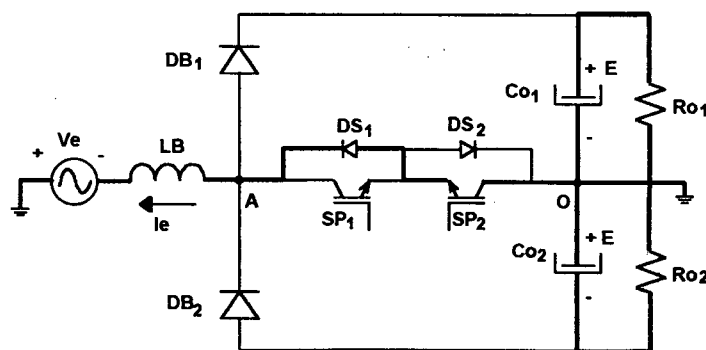 DB1
+ E
Co1
-
Ro1
Ve
+ -
LB
DS1
DS2
Ie
A
SP1
SP2
O
+ E
Co2
-
Ro2
DB2